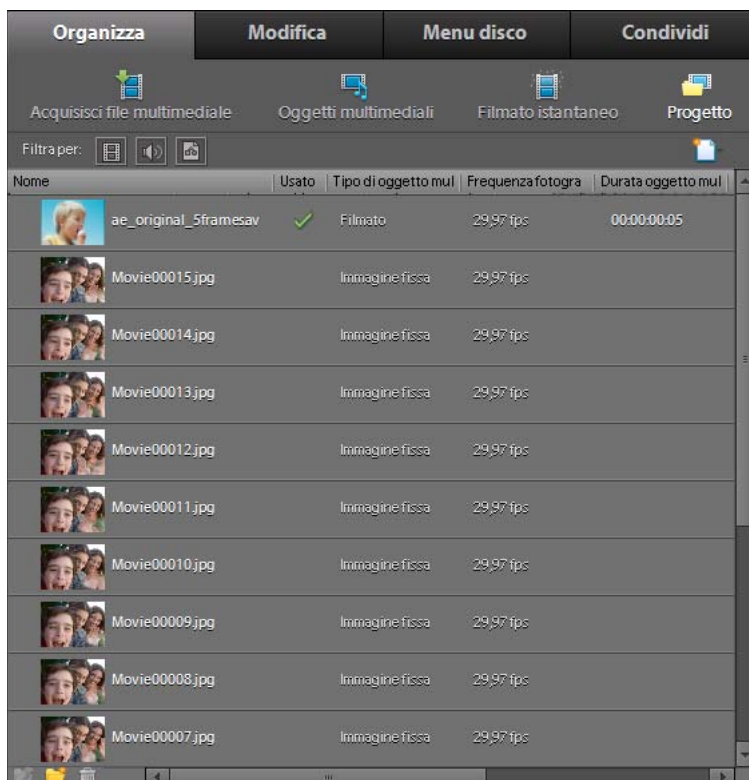 Organizza Modifica Menu disco Condividi
Acquisisci file multimediale Oggetti multimediali Filmato istantaneo Progetto
Filtra per:
Nome Usato Tipo di oggetto mul Frequenza fotogra Durata oggetto mul
ae_original_5framesav Filmato 29,97 fps 00:00:00:05
Movie00015.jpg Immagine fissa 29,97 fps
Movie00014.jpg Immagine fissa 29,97 fps
Movie00013.jpg Immagine fissa 29,97 fps
Movie00012.jpg Immagine fissa 29,97 fps
Movie00011.jpg Immagine fissa 29,97 fps
Movie00010.jpg Immagine fissa 29,97 fps
Movie00009.jpg Immagine fissa 29,97 fps
Movie00008.jpg Immagine fissa 29,97 fps
Movie00007.jpg Immagine fissa 29,97 fps